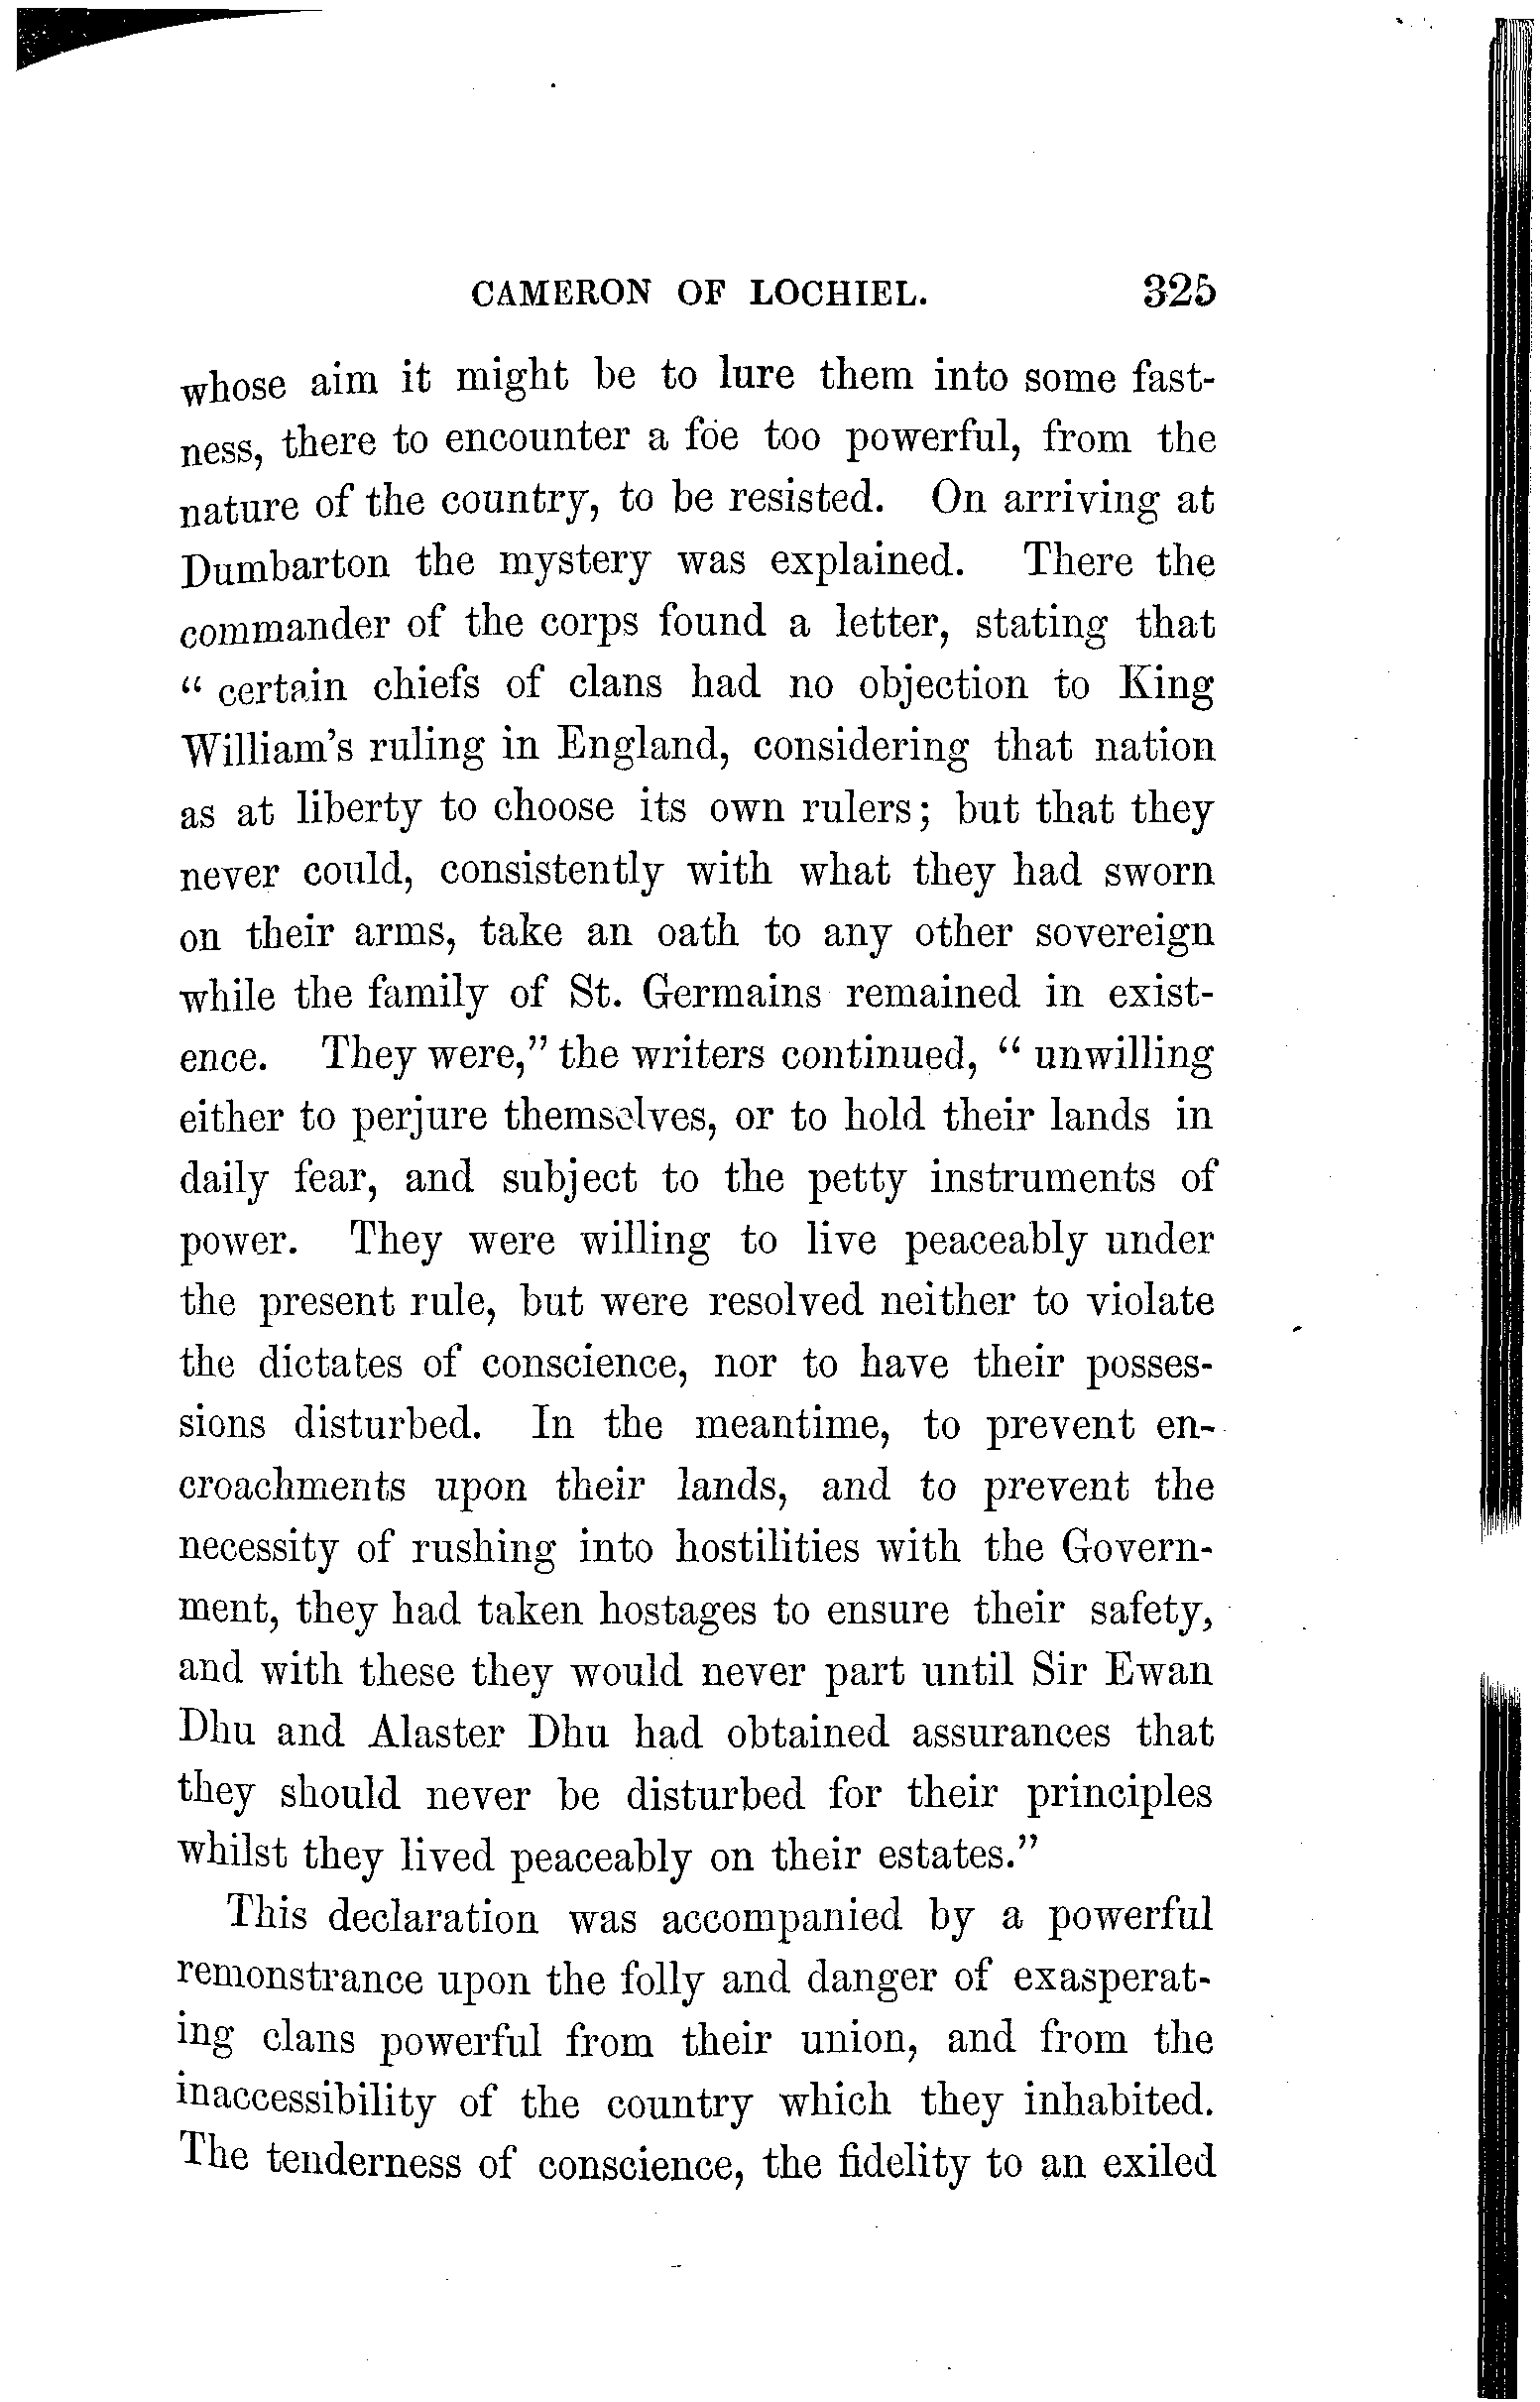 CAMERON OF LOCHIEL. 325
whose aim it might be to lure them into some fast-
ness, there to encounter a foe too powerful, from the
nature of the country, to be resisted. On arriving at
Dumbarton the mystery was explained. There the
commander of the corps found a letter, stating that
“ certain chiefs of clans had no objection to King
William's ruling in England, considering that nation
as at liberty to choose its own rulers; but that they
never could, consistently with what they had sworn
on their arms, take an oath to any other sovereign
while the family of St. Germains remained in exist-
ence. They were,” the writers continued, “ unwilling
either to perjure themselves, or to hold their lands in
daily fear, and subject to the petty instruments of
power. They were willing to live peaceably under
the present rule, but were resolved neither to violate
the dictates of conscience, nor to have their posses-
sions disturbed. In the meantime, to prevent en-
croachments upon their lands, and to prevent the
necessity of rushing into hostilities with the Govern-
ment, they had taken hostages to ensure their safety,
and with these they would never part until Sir Ewan
Dhu and Alaster Dhu had obtained assurances that
they should never be disturbed for their principles
whilst they lived peaceably on their estates.”
This declaration was accompanied by a powerful
remonstrance upon the folly and danger of exasperat-
ing clans powerful from their union, and from the
inaccessibility of the country which they inhabited.
The tenderness of conscience, the fidelity to an exiled